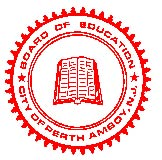 BOARD OF EDUCATION
CITY OF PERTH AMBOY, N.J.